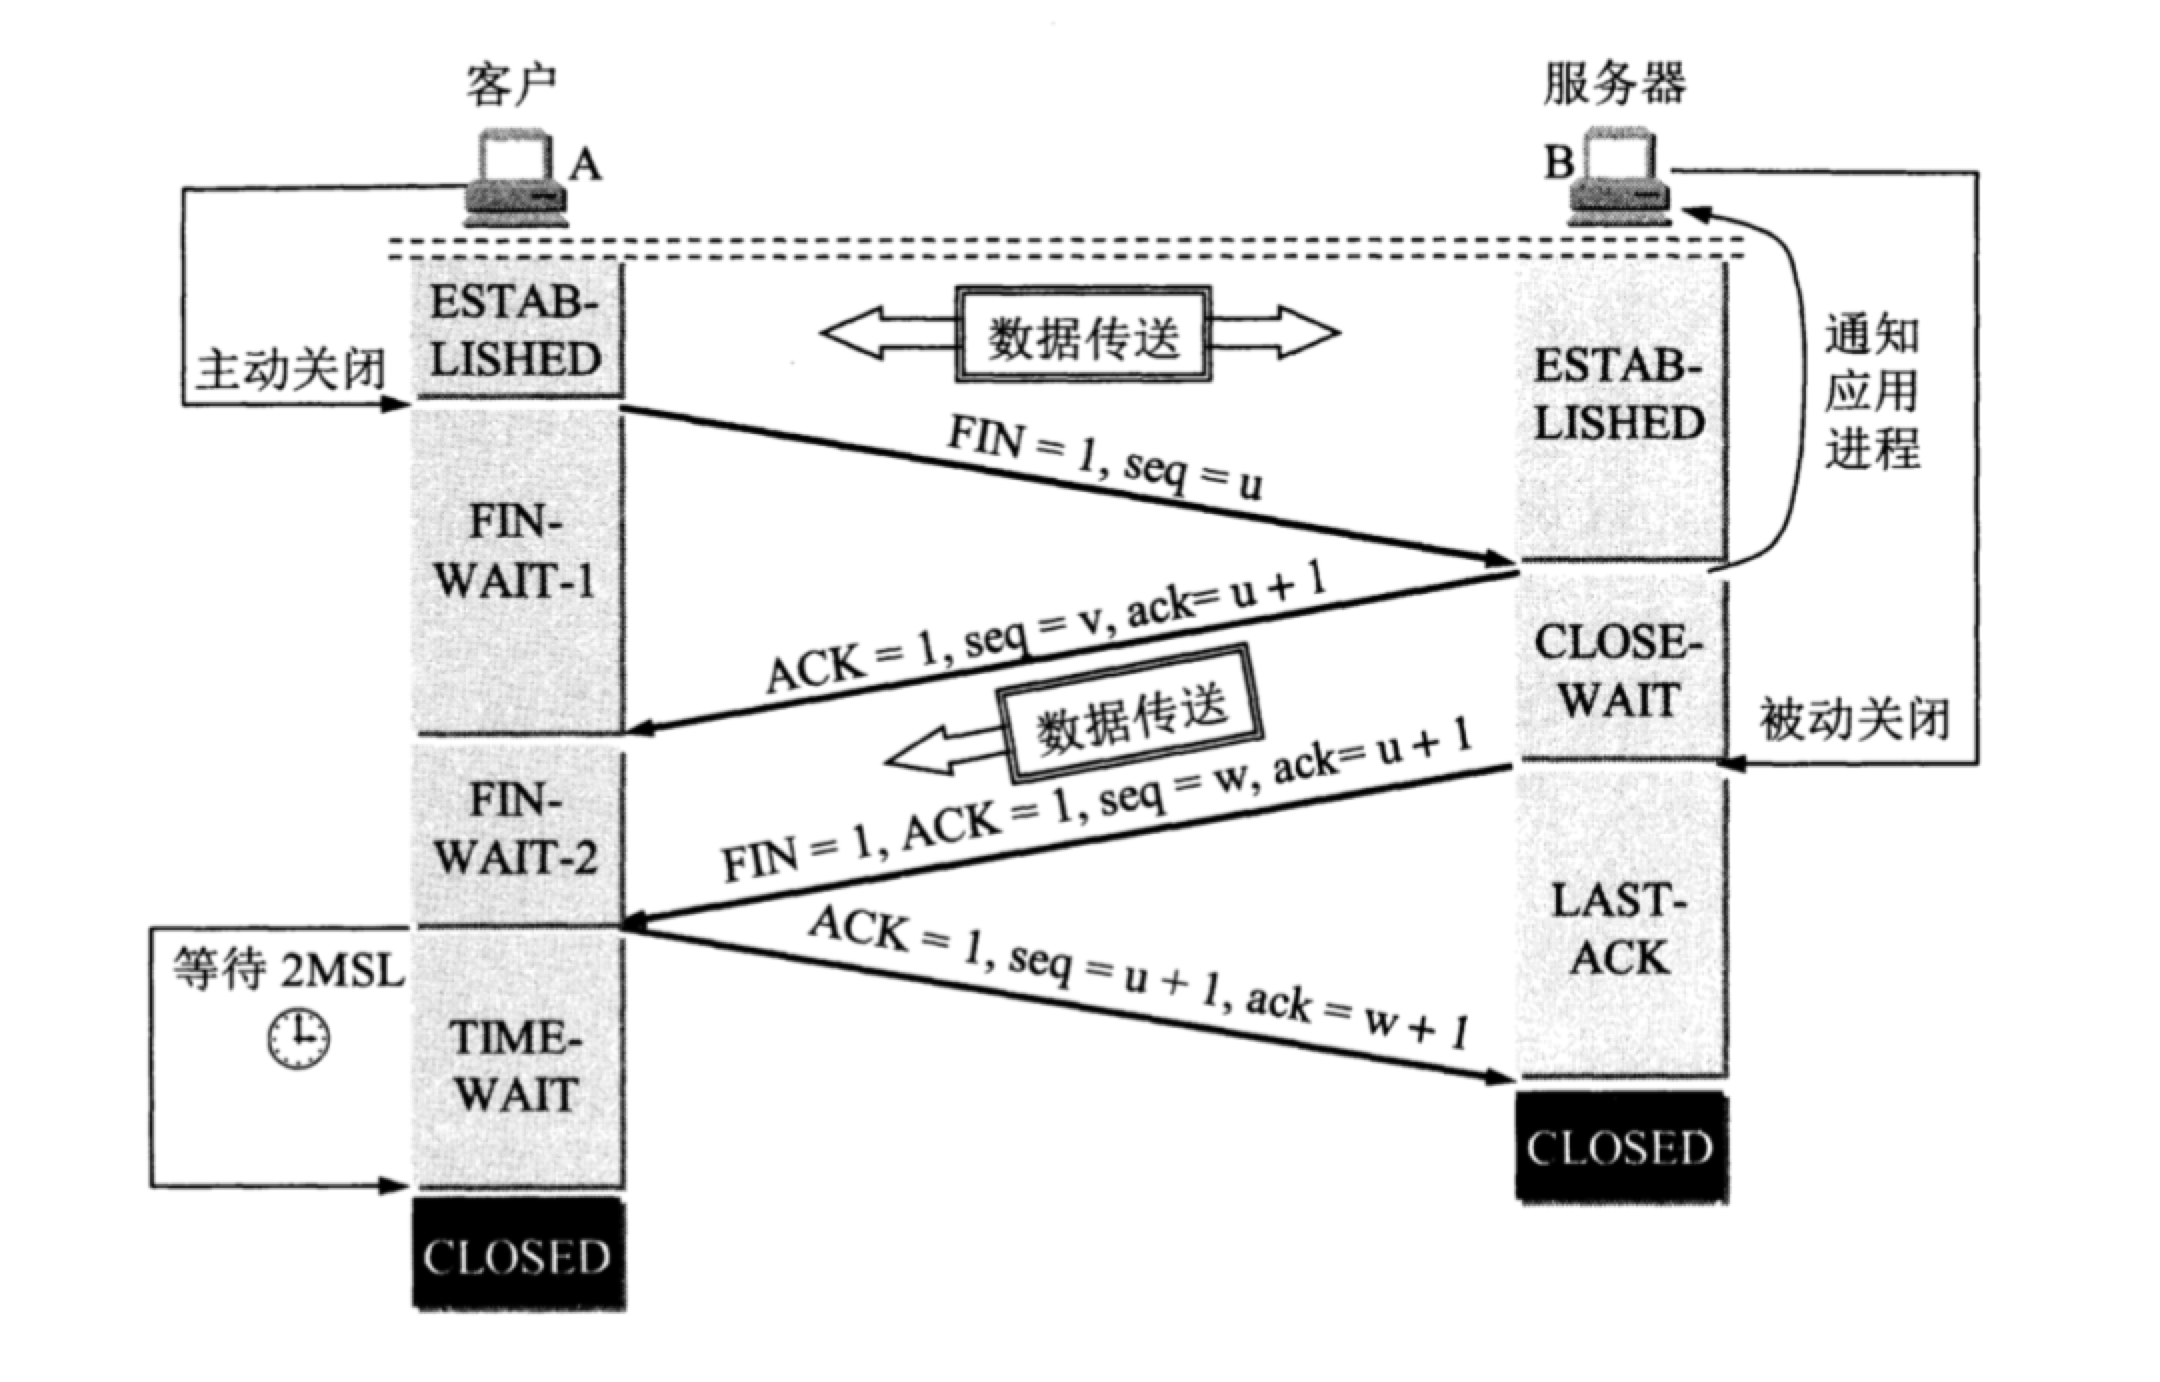 客户
服务器
A
B
ESTAB-
LISHED
数据传送
ESTAB-
LISHED
通知
应用
进程
主动关闭
FIN = 1, seq = u
FIN-
WAIT-1
ACK = 1, seq = v, ack= u + 1
CLOSE-
WAIT
数据传送
被动关闭
FIN-
WAIT-2
FIN = 1, ACK = 1, seq = w, ack= u + 1
LAST-
ACK
ACK = 1, seq = u + 1, ack = w + 1
等待 2MSL
TIME-
WAIT
CLOSED
CLOSED